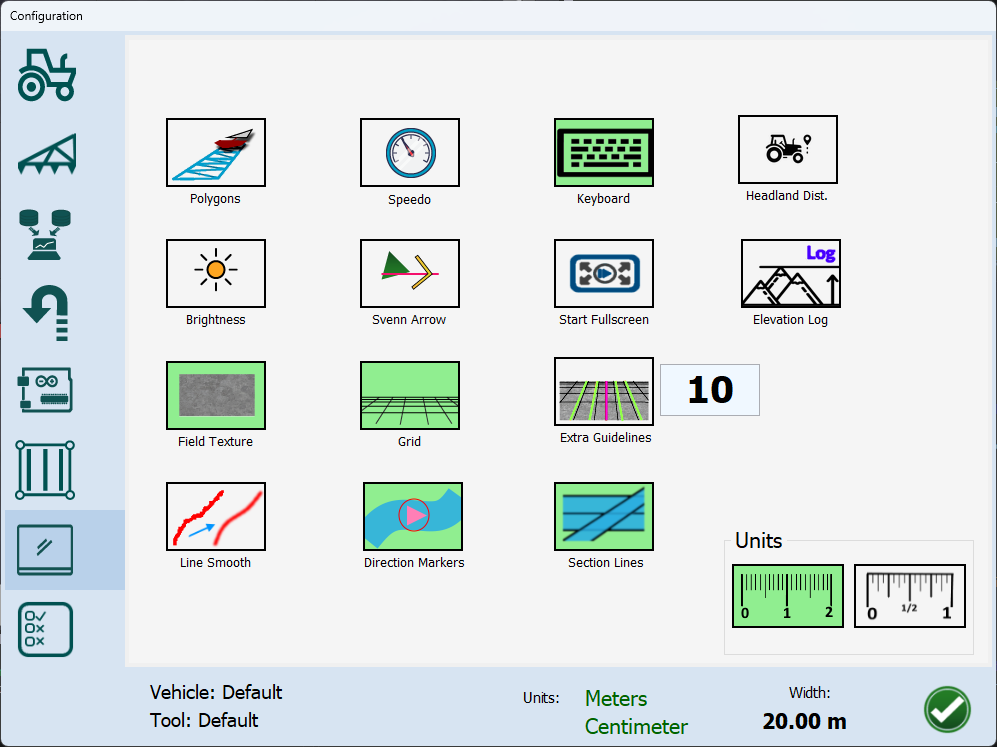 Configuration
Polygons
Speedo
Keyboard
Headland Dist.
Brightness
Svenn Arrow
Start Fullscreen
Log
Elevation Log
Field Texture
Grid
Extra Guidelines
10
Line Smooth
Direction Markers
Section Lines
Units
0 1 2
0 1/2 1
Vehicle: Default
Tool: Default
Units:
Meters
Centimeter
Width:
20.00 m